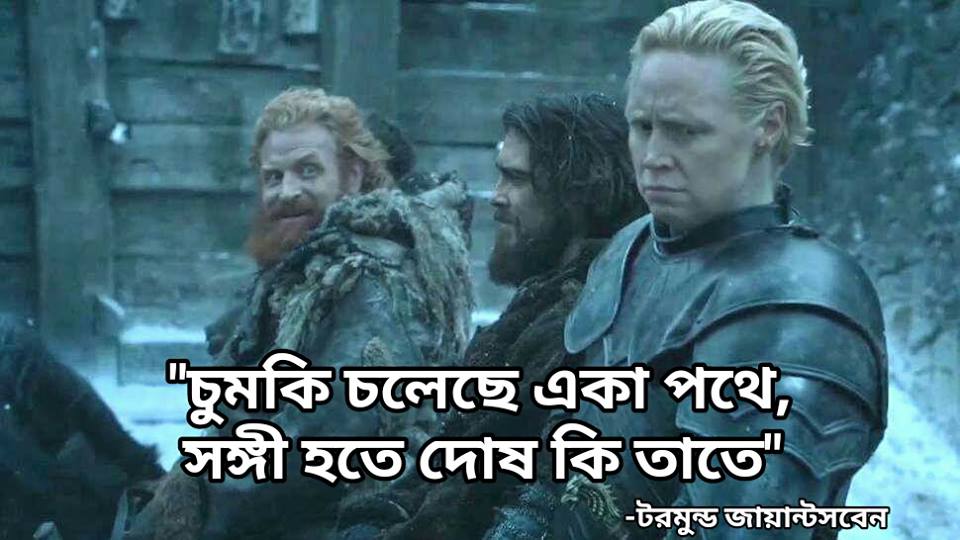 "চুমকি চলেছে একা পথে,
সঙ্গী হতে দোষ কি তাতে"
-টরমুন্ড জায়ান্টসবেন